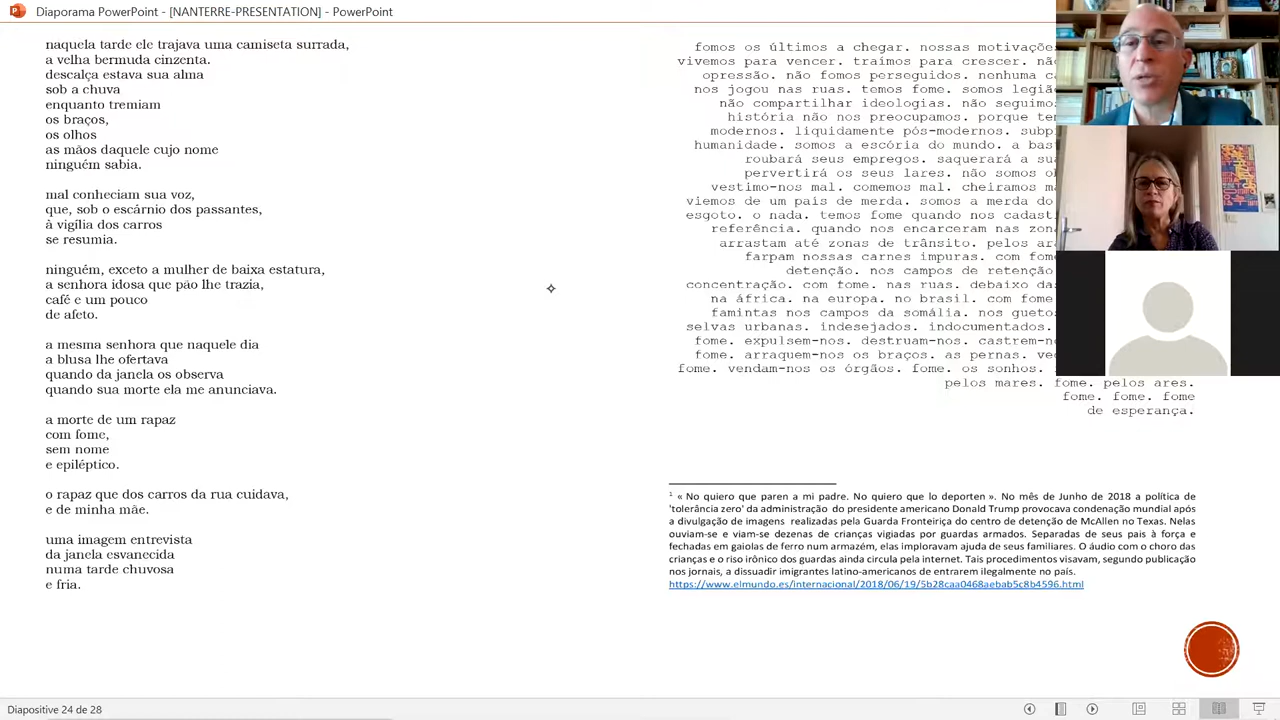 Diaporama PowerPoint - [NANTERRE-PRESENTATION] - PowerPoint
naquela tarde ele trajava uma camiseta surrada,
a velha bermuda cinzenta.
descalça estava sua alma
sob a chuva
enquanto tremiam
os braços,
os olhos
as mãos daquele cujo nome
ninguém sabia.
mal conheciam sua voz,
que, sob o escárnio dos passantes,
à vigília dos carros
se resumia.
ninguém, exceto a mulher de baixa estatura,
a senhora idosa que pão lhe trazia,
café e um pouco
de afeto.
a mesma senhora que naquele dia
a blusa lhe ofertava
quando da janela os observa
quando sua morte ela me anunciava.
a morte de um rapaz
com fome,
sem nome
e epiléptico.
o rapaz que dos carros da rua cuidava,
e de minha mãe.
uma imagem entrevista
da janela esvanecida
numa tarde chuvosa
e fria.
fomos os últimos a chegar. nossas
vivemos para vencer. traímos para crescer.
opressão. não fomos perseguidos. nenhuma
nos jogou nas ruas. temos fome. somos
não compartilhar ideologias. não seguimos
história não nos preocupamos. porque
modernos. liquidamente pós-modernos.
humanidade. somos a escória do mundo. a
roubará seus empregos. saquerará a
pervertirá os seus lares. não somos
vestimo-nos mal. comemos mal. cheiramos
viemos de um país de merda. somos a merda do
esgoto. o nada. temos fome quando nos
referência. quando nos encarceram nas
arrastam até zonas de trânsito. pelos
farpam nossas carnes impuras. com
detenção. nos campos de retenção
concentração. com fome. nas ruas. debaixo
na áfrica. na europa. no brasil. com fome
famintas nos campos da somália. nos
selvas urbanas. indesejados. indocumentados.
fome. expulsem-nos. destruam-nos.
fome. arraquem-nos os braços. as pernas.
fome. vendam-nos os órgãos. fome. os sonhos.
pelos mares. fome. pelos ares.
fome. fome. fome
de esperança.
¹ « No quiero que paren a mi padre. No quiero que lo deporten ». No mês de Junho de 2018 a política de
'tolerância zero' da administração do presidente americano Donald Trump provocava condenação mundial após
a divulgação de imagens realizadas pela Guarda Fronteiriça do centro de detenção de McAllen no Texas. Nelas
ouviam-se e viam-se dezenas de crianças vigiadas por guardas armados. Separadas de seus pais à força e
fechadas em gaiolas de ferro num armazém, elas imploravam ajuda de seus familiares. O áudio com o choro das
crianças e o riso irônico dos guardas ainda circula pela internet. Tais procedimentos visavam, segundo publicação
nos jornais, a dissuadir imigrantes latino-americanos de entrarem ilegalmente no país.
https://www.elmundo.es/internacional/2018/06/19/5b28caa0468aebab5c8b4596.html
Diapositive 24 de 28